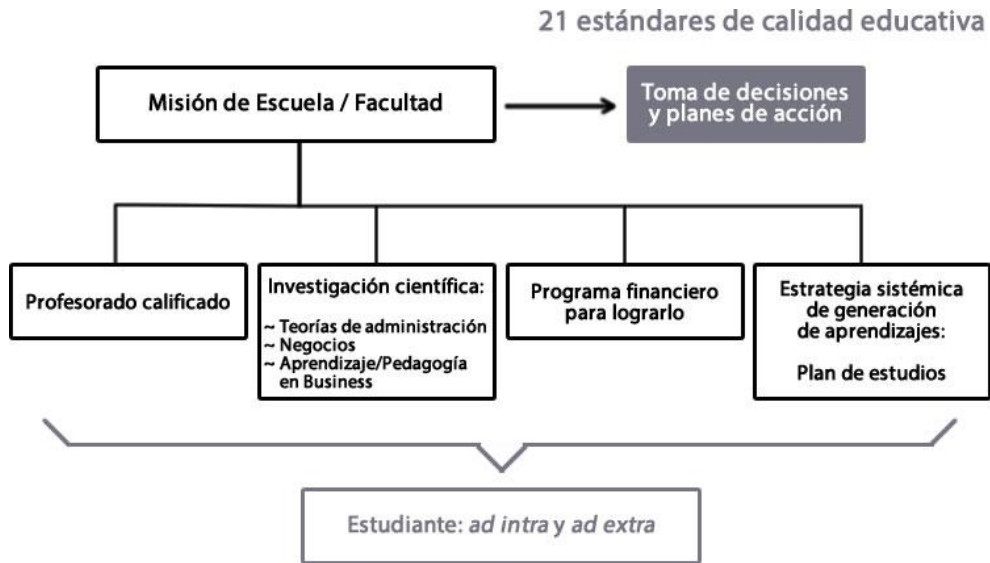 21 estándares de calidad educativa
Misión de Escuela / Facultad
Toma de decisiones
y planes de acción
Profesorado calificado
Investigación científica:
~ Teorías de administración
~ Negocios
~ Aprendizaje/Pedagogía
en Business
Programa financiero
para lograrlo
Estrategia sistémica
de generación
de aprendizajes:
Plan de estudios
Estudiante: ad intra y ad extra